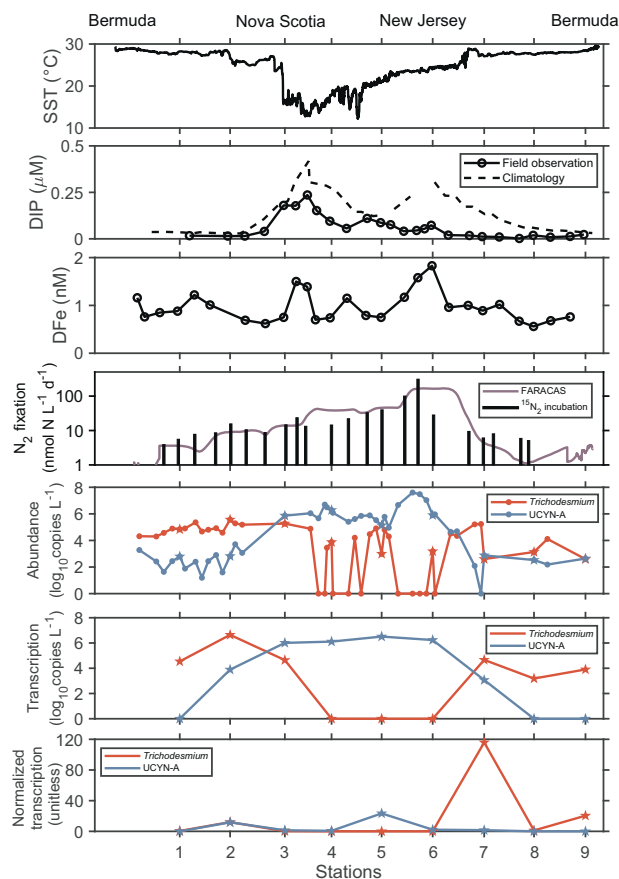 Bermuda Nova Scotia New Jersey Bermuda
30
20
10
SST (°C)
0.5
0.25
0
DIP (μM)
Field observation
Climatology
2
1
0
DFe (nM)
100
10
1
N2 fixation
(nmol N L-1 d-1)
FARACAS
15N2 incubation
8
6
4
2
0
Abundance
(log10copies L-1)
Trichodesmium
UCYN-A
8
6
4
2
0
Transcription
(log10copies L-1)
Trichodesmium
UCYN-A
120
80
40
0
Normalized
transcription
(unitless)
Trichodesmium
UCYN-A
1 2 3 4 5 6 7 8 9
Stations